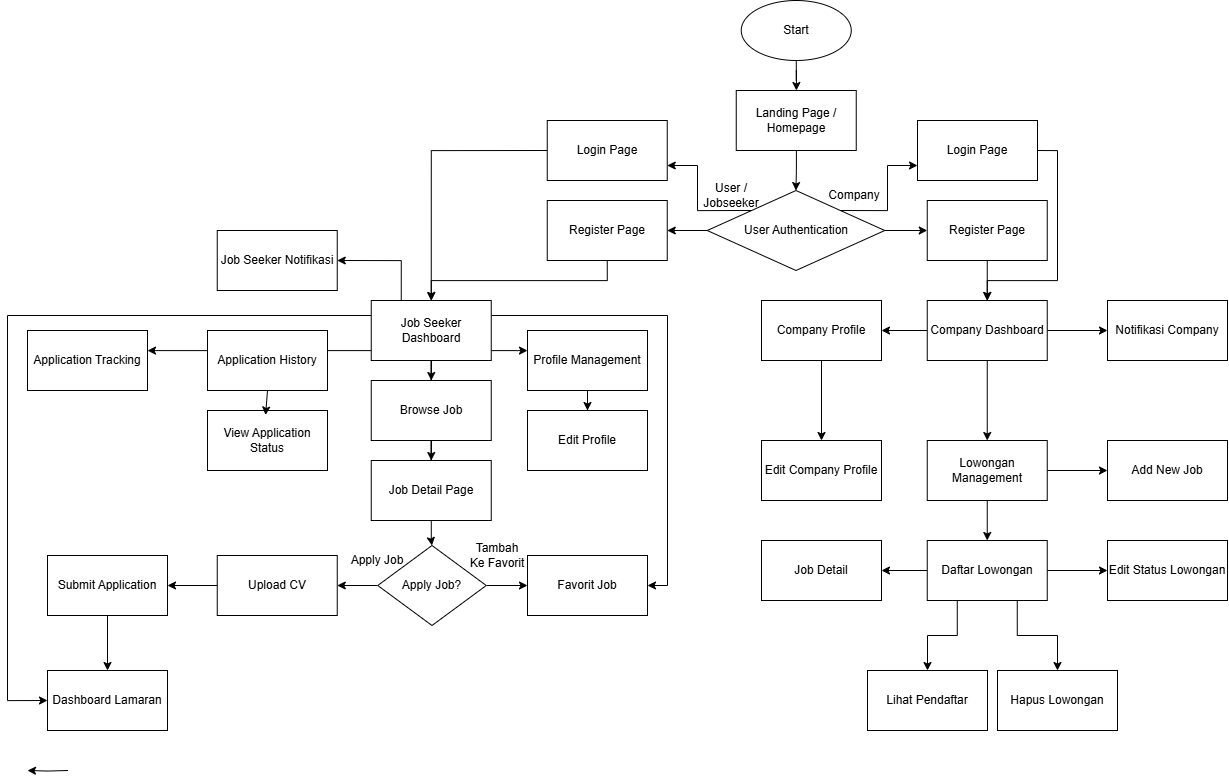 Start
Landing Page /
Homepage
Login Page
Login Page
User /
Jobseeker
Company
Register Page
User Authentication
Register Page
Job Seeker Notifikasi
Job Seeker
Dashboard
Company Profile
Company Dashboard
Notifikasi Company
Application Tracking
Application History
Profile Management
Browse Job
View Application
Status
Edit Profile
Edit Company Profile
Lowongan
Management
Add New Job
Job Detail Page
Apply Job
Tambah
Ke Favorit
Submit Application
Upload CV
Apply Job?
Favorit Job
Job Detail
Daftar Lowongan
Edit Status Lowongan
Dashboard Lamaran
Lihat Pendaftar
Hapus Lowongan